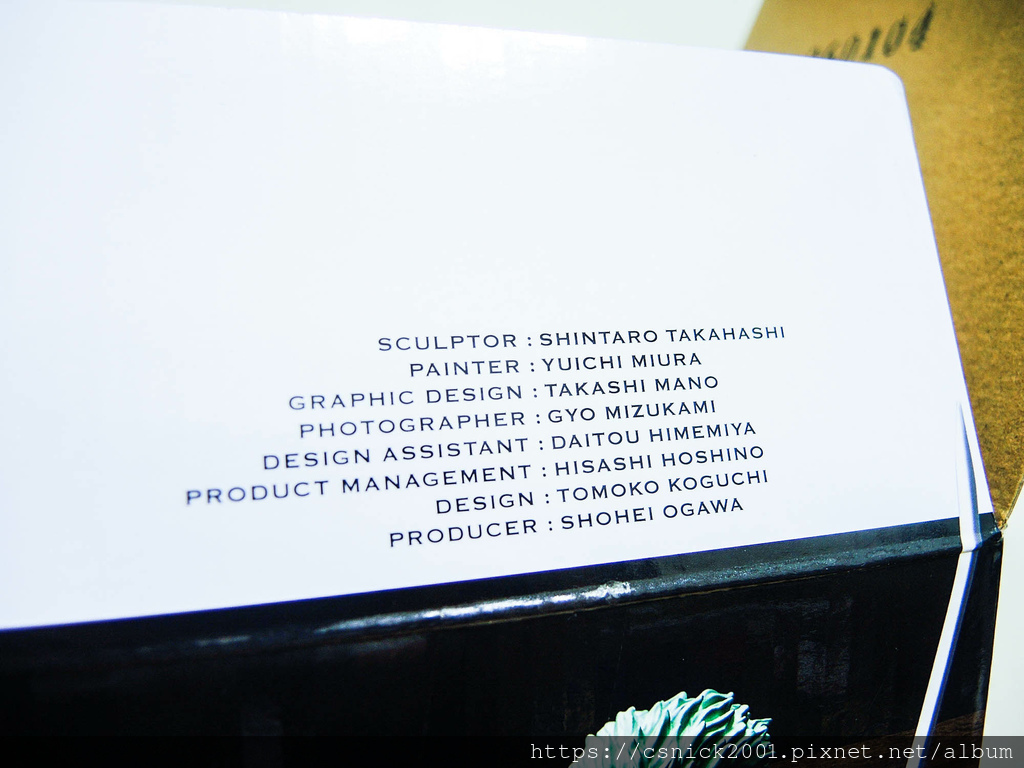 0104
SCULPTOR : SHINTARO TAKAHASHI
PAINTER : YUICHI MIURA
GRAPHIC DESIGN : TAKASHI MANO
PHOTOGRAPHER : GYO MIZUKAMI
DESIGN ASSISTANT : DAITOU HIMEMIYA
PRODUCT MANAGEMENT : HISASHI HOSHINO
DESIGN : TOMOKO KOGUCHI
PRODUCER : SHOHEI OGAWA
https://csnick2001.pixnet.net/album